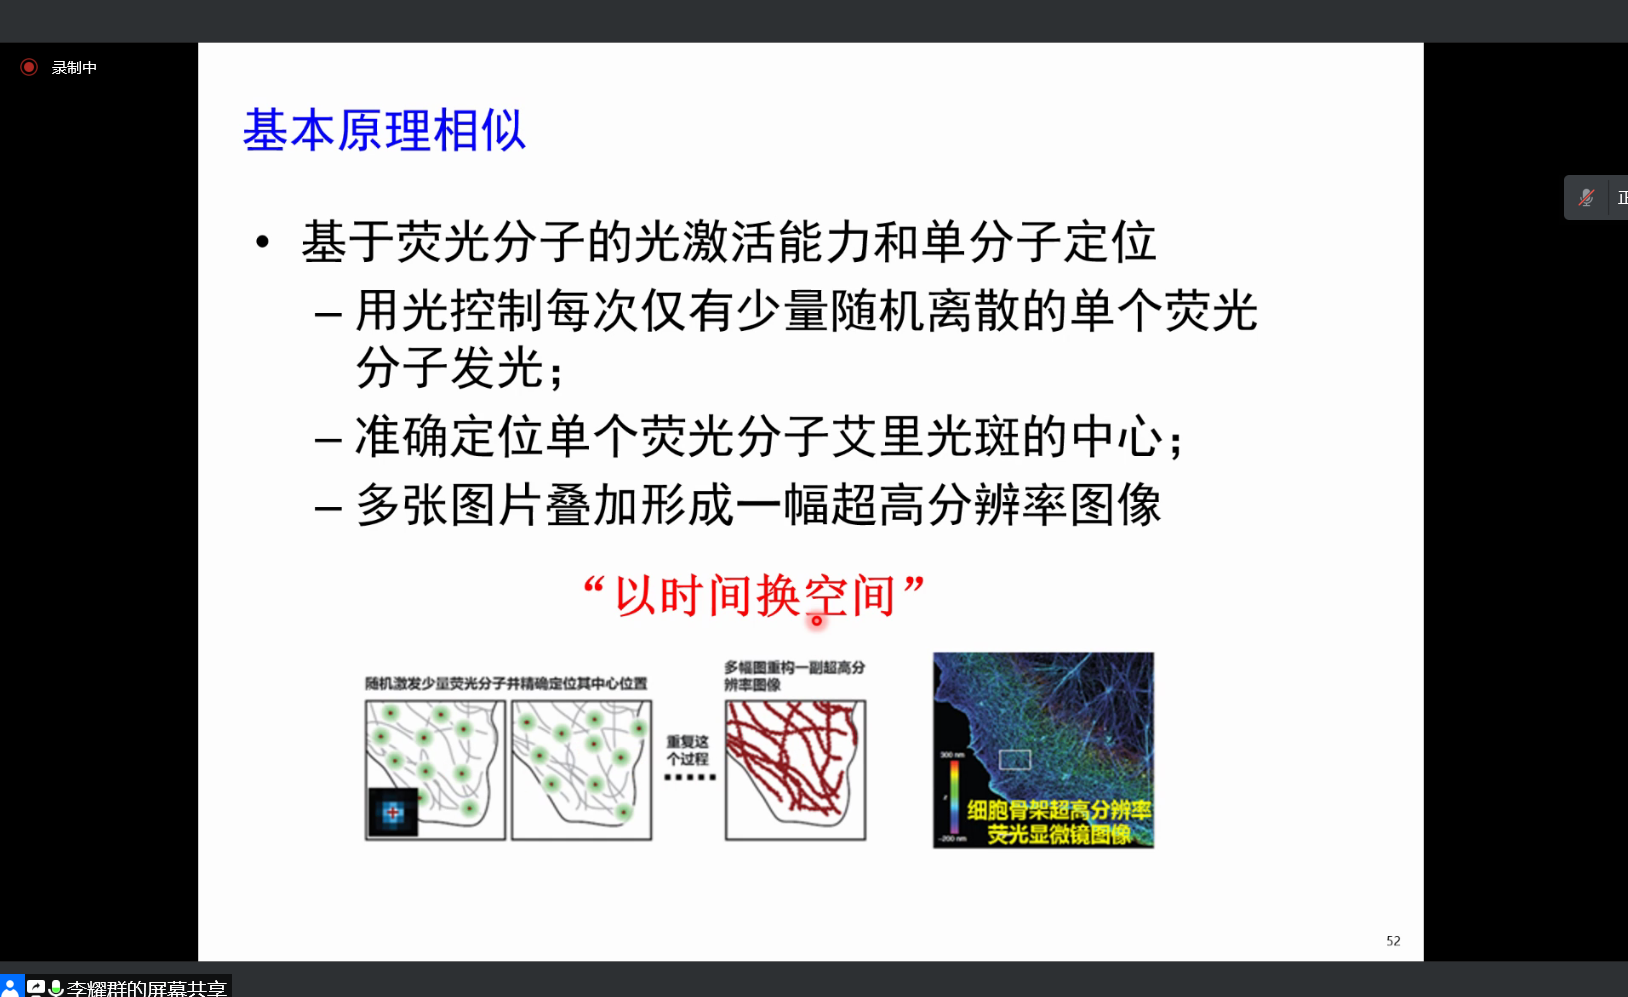 录制中
基本原理相似
• 基于荧光分子的光激活能力和单分子定位
– 用光控制每次仅有少量随机离散的单个荧光
分子发光；
– 准确定位单个荧光分子艾里光斑的中心；
– 多张图片叠加形成一幅超高分辨率图像
“以时间换空间”
随机激发少量荧光分子并精确定位其中心位置
重复这
个过程
多幅图重构一副超高分
辨率图像
300 nm
z
-200 nm
细胞骨架超高分辨率
荧光显微镜图像
52
正
李耀群的屏幕共享